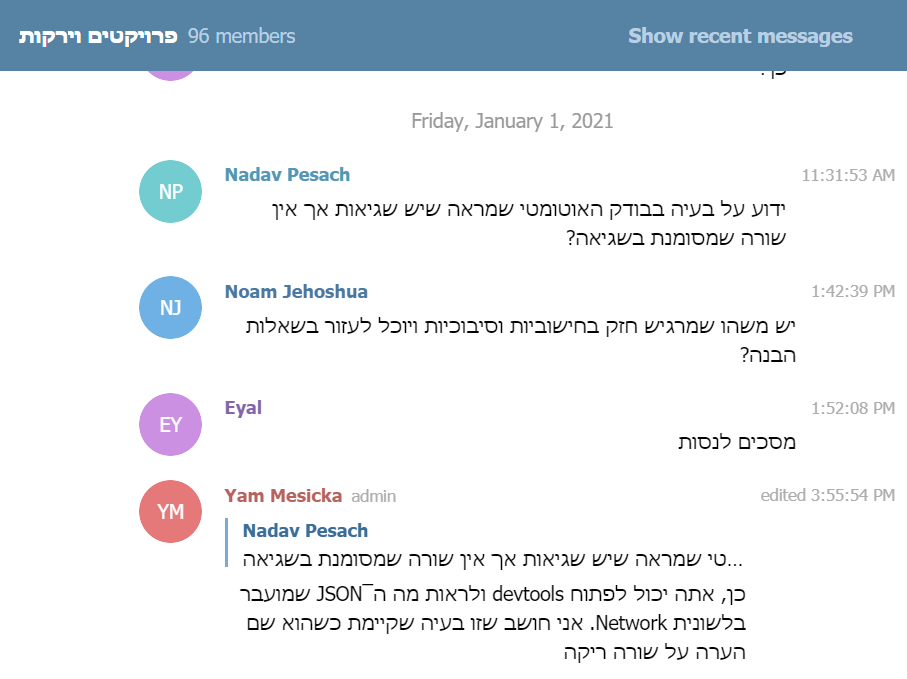 פרויקטים וירקות 96 members Show recent messages
כן?
Friday, January 1, 2021
NP Nadav Pesach 11:31:53 AM
ידוע על בעיה בבודק האוטומטי שמראה שיש שגיאות אך אין
שורה שמסומנת בשגיאה?
NJ Noam Jehoshua 1:42:39 PM
יש משהו שמרגיש חזק בחישוביות וסיבוכיות ויוכל לעזור בשאלות
הבנה?
EY Eyal 1:52:08 PM
מסכים לנסות
YM Yam Mesicka admin edited 3:55:54 PM
Nadav Pesach
...טי שמראה שיש שגיאות אך אין שורה שמסומנת בשגיאה
כן, אתה יכול לפתוח devtools ולראות מה ה־JSON שמועבר
בלשונית Network. אני חושב שזו בעיה שקיימת כשהוא שם
הערה על שורה ריקה